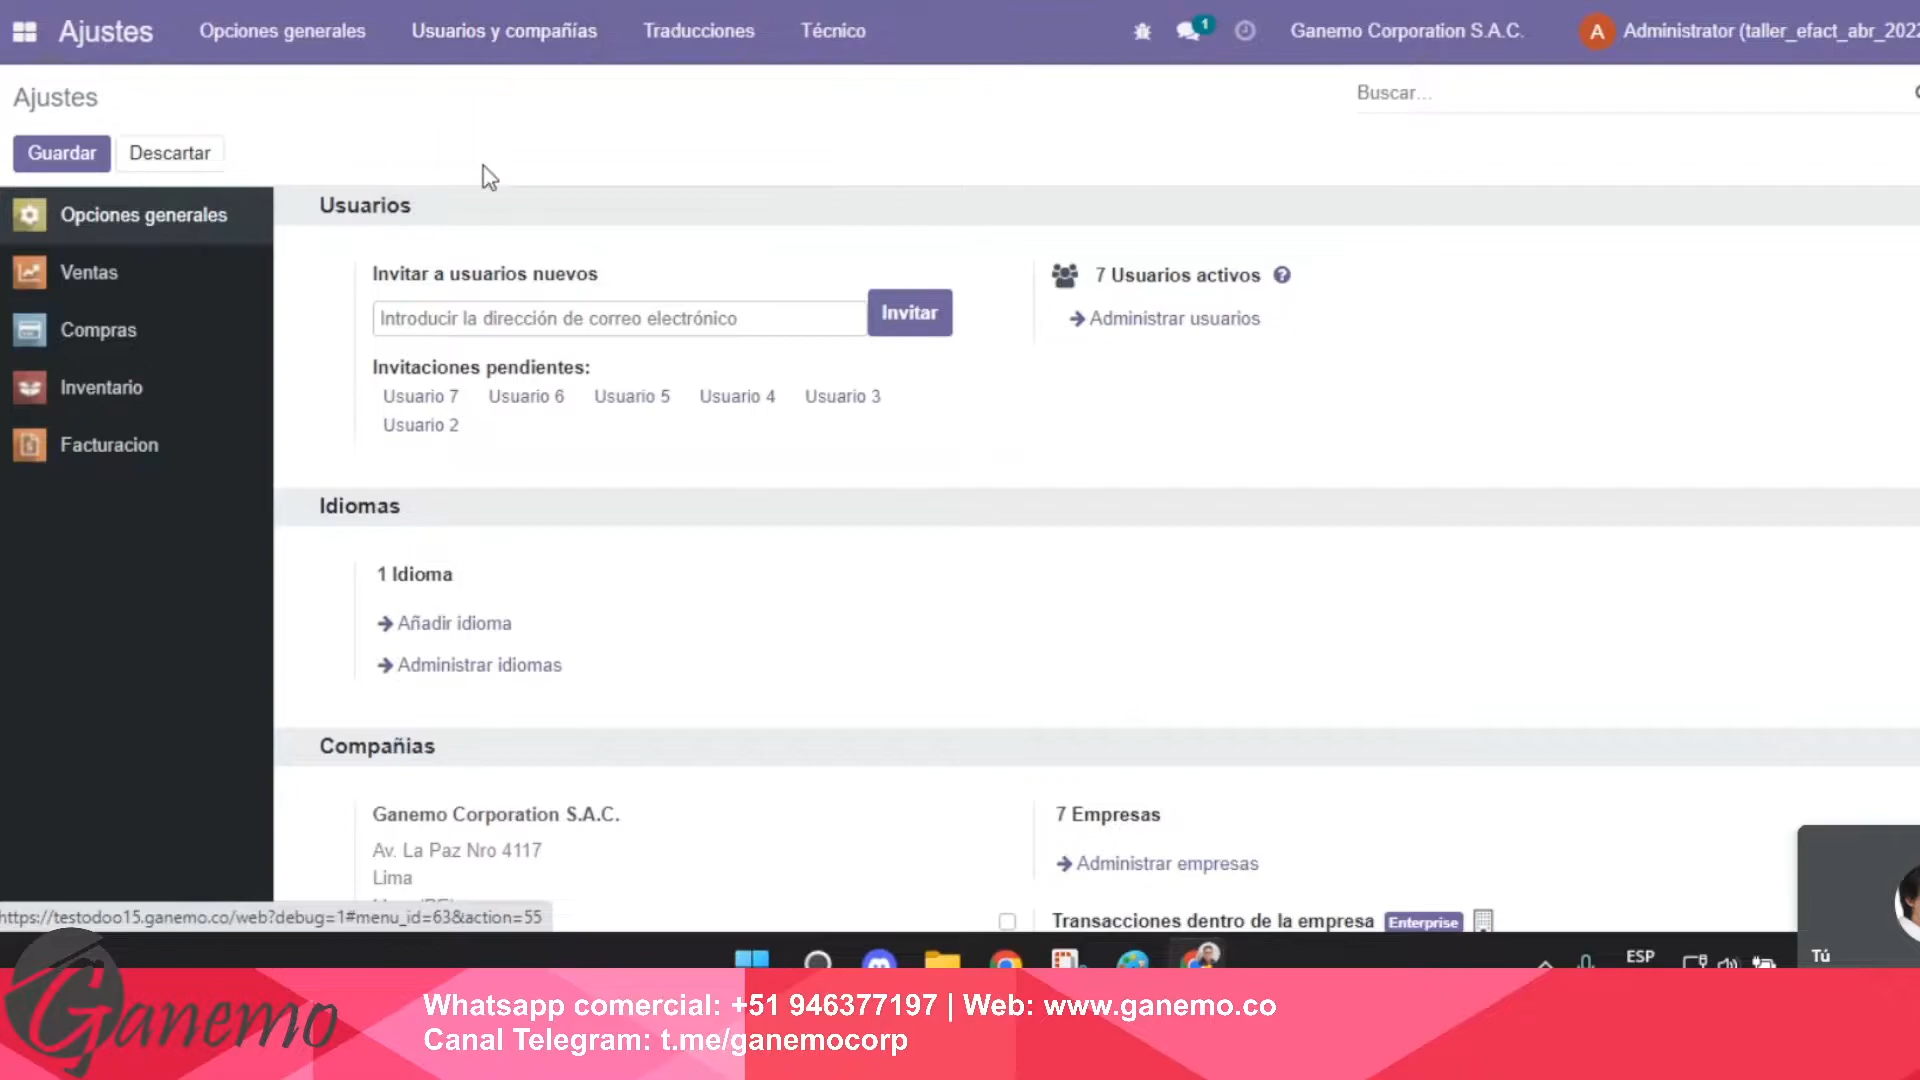 Ajustes
Opciones generales
Usuarios y compañías
Traducciones
Técnico
1
Ganemo Corporation S.A.C.
A
Administrator (taller_efact_abr_202
Ajustes
Buscar...
Guardar
Descartar
Opciones generales
Ventas
Compras
Inventario
Facturacion
Usuarios
Invitar a usuarios nuevos
Introducir la dirección de correo electrónico
Invitar
Invitaciones pendientes:
Usuario 7 Usuario 6 Usuario 5 Usuario 4 Usuario 3
Usuario 2
7 Usuarios activos
Administrar usuarios
Idiomas
1 Idioma
Añadir idioma
Administrar idiomas
Compañias
Ganemo Corporation S.A.C.
Av. La Paz Nro 4117
Lima
7 Empresas
Administrar empresas
Transacciones dentro de la empresa Enterprise
https://testodoo15.ganemo.co/web?debug=1#menu_id=63&action=55
ESP
Tú
Ganemo
Whatsapp comercial: +51 946377197 | Web: www.ganemo.co
Canal Telegram: t.me/ganemocorp